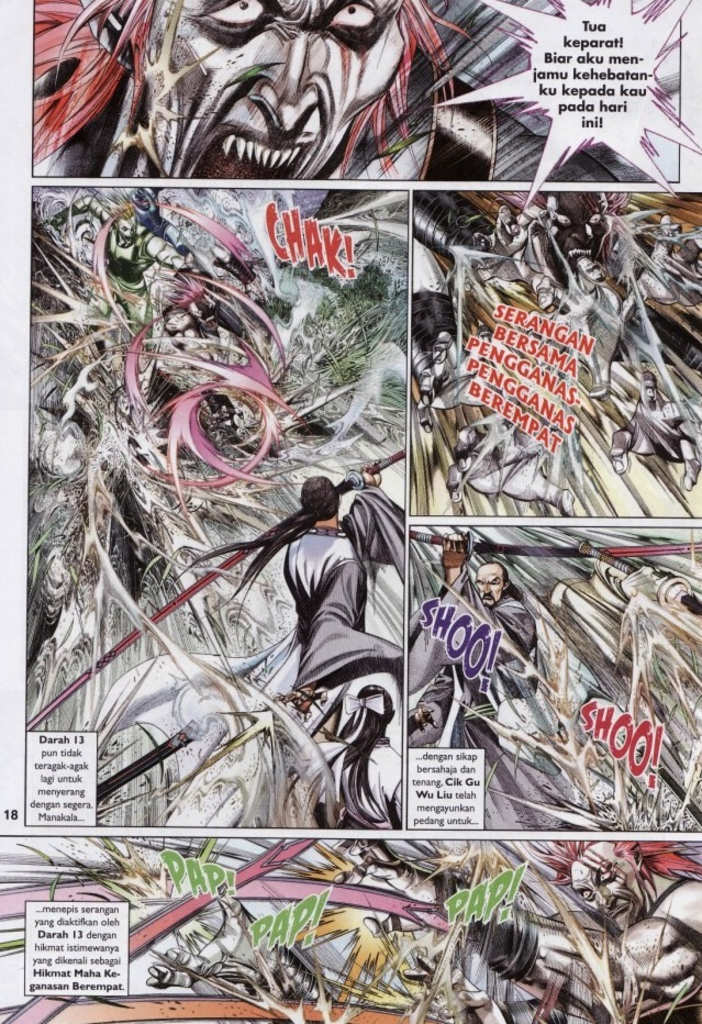 Tua
keparat!
Biar aku men-
jamu kehebatan-
ku kepada kau
pada hari
ini!
CHAK!
SERANGAN
BERSAMA
PENGGANAS-
PENGGANAS
BEREMPAT
Darah 13
pun tidak
teragak-agak
lagi untuk
menyerang
dengan segera.
Manakala...
SHOO!
SHOO!
...dengan sikap
bersahaja dan
tenang, Cik Gu
Wu Liu telah
mengayunkan
pedang untuk...
18
PAP!
PAP!
PAP!
...menepis serangan
yang diaktifkan oleh
Darah 13 dengan
hikmat istimewanya
yang dikenali sebagai
Hikmat Maha Ke-
ganasan Berempat.